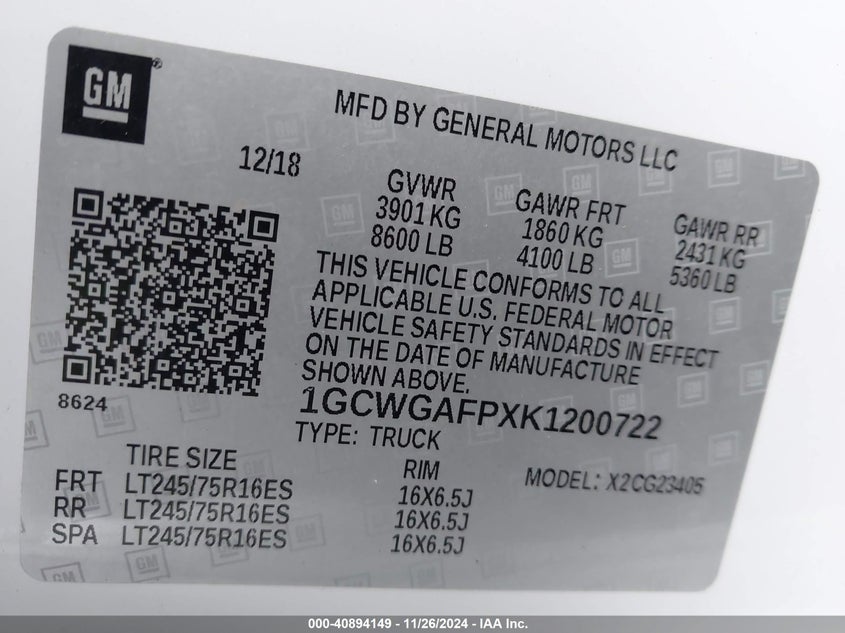 GM®
MFD BY GENERAL MOTORS LLC
12/18
GVWR
3901 KG
8600 LB
GAWR FRT
1860 KG
4100 LB
GAWR RR
2431 KG
5360 LB
THIS VEHICLE CONFORMS TO ALL
APPLICABLE U.S. FEDERAL MOTOR
VEHICLE SAFETY STANDARDS IN EFFECT
ON THE DATE OF MANUFACTURE
SHOWN ABOVE.
8624
1GCWGAFPXK1200722
TYPE: TRUCK
MODEL: X2CG23405
TIRE SIZE
RIM
FRT LT245/75R16ES 16X6.5J
RR LT245/75R16ES 16X6.5J
SPA LT245/75R16ES 16X6.5J
000-40894149 - 11/26/2024 - IAA Inc.